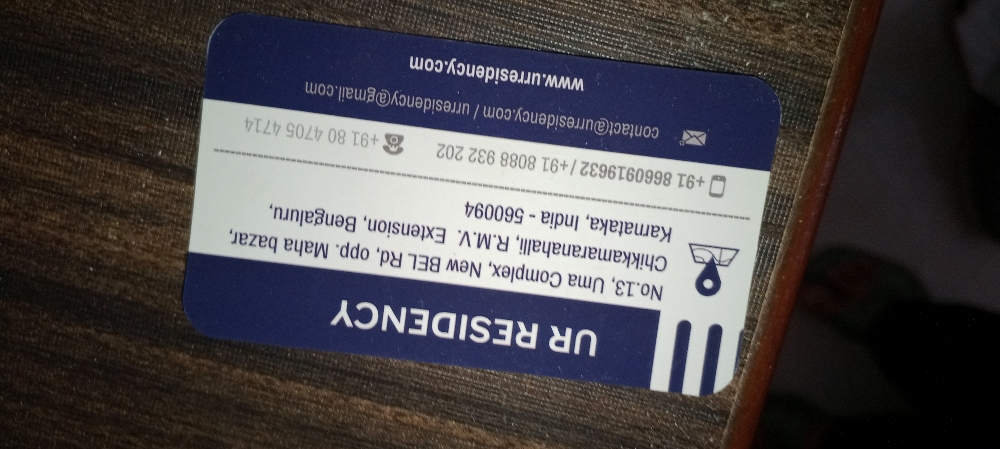 UR RESIDENCY
No.13, Uma Complex, New BEL Rd, opp. Maha bazar,
Chikkamaranahalli, R.M.V. Extension, Bengaluru,
Karnataka, India - 560094
+91 8660919632 / +91 8088 932 202 +91 80 4705 4714
contact@urresidency.com / urresidency@gmail.com
www.urresidency.com